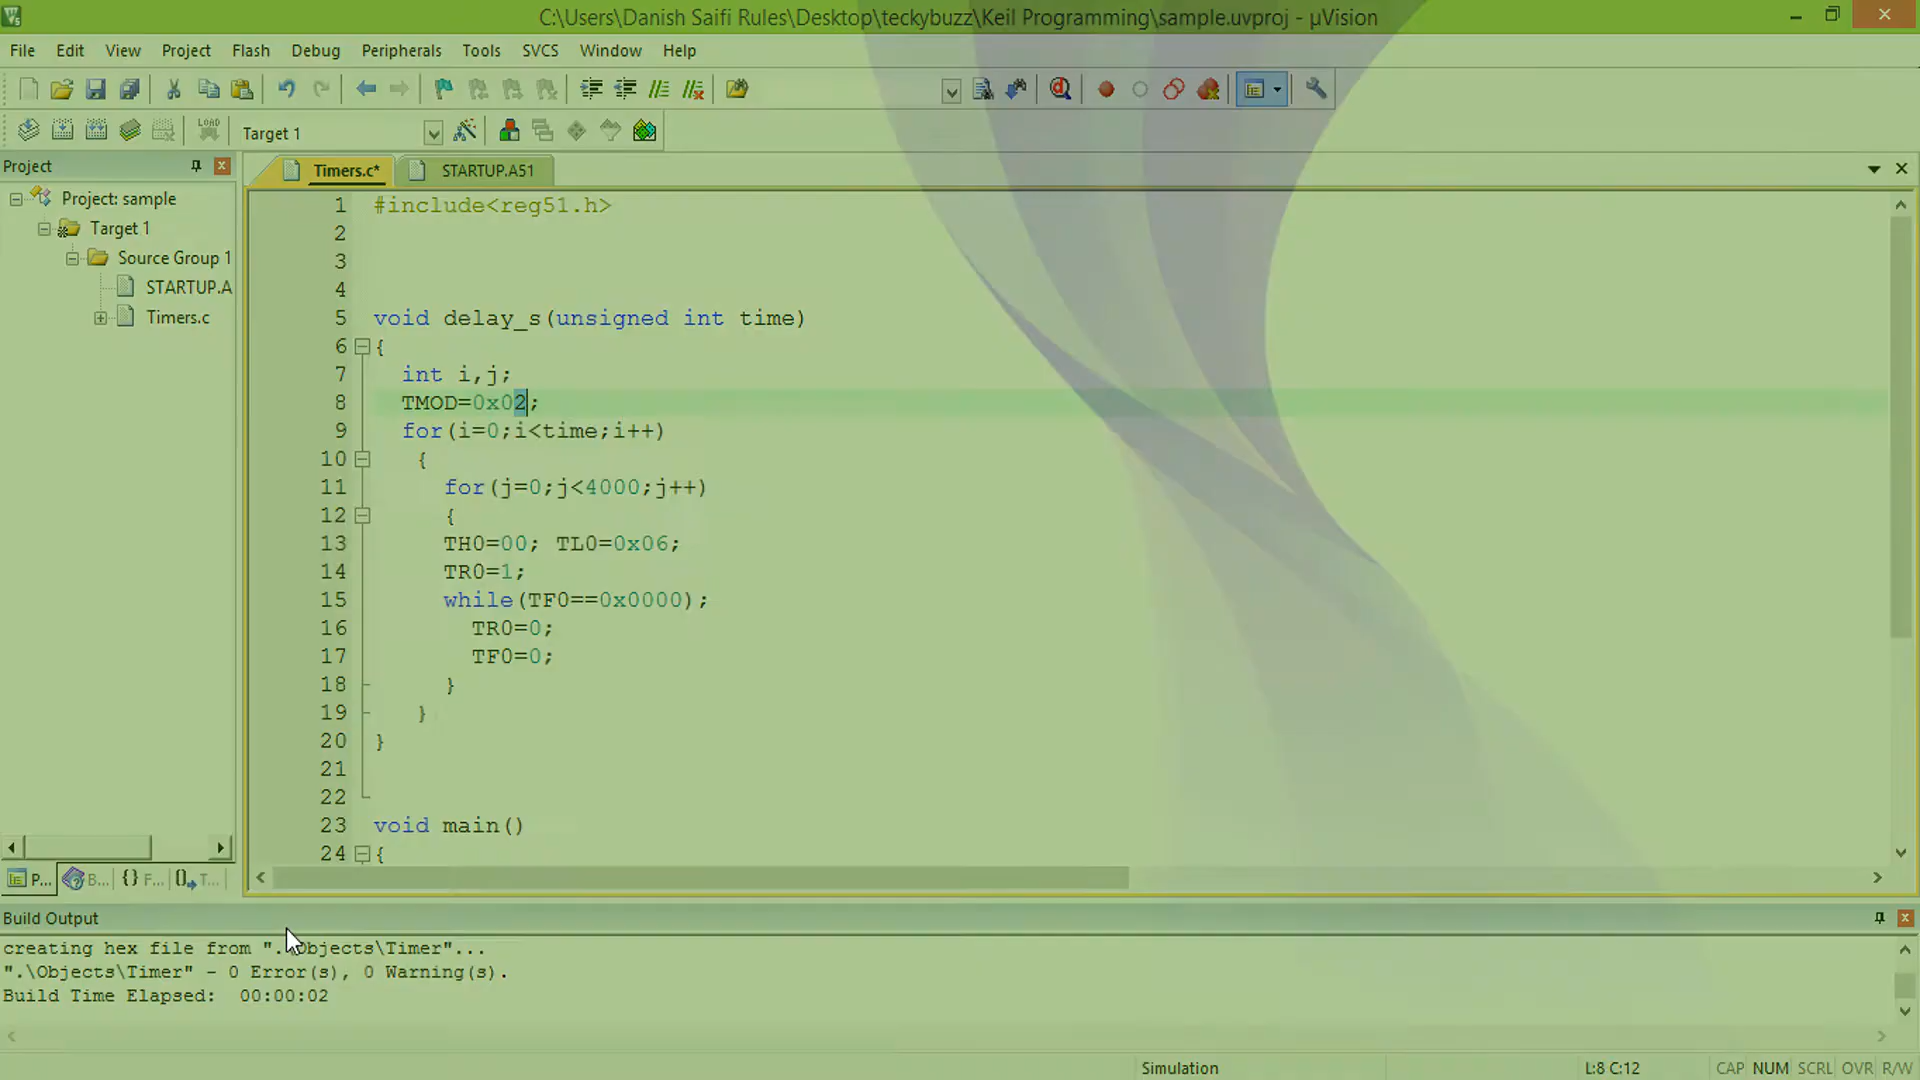 C:\Users\Danish Saifi Rules\Desktop\teckybuzz\Keil Programming\sample.uvproj - µVision
File Edit View Project Flash Debug Peripherals Tools SVCS Window Help
LOAD
Target 1
Project
Timers.c*
STARTUP.A51
Project: sample
Target 1
Source Group 1
STARTUP.A
Timers.c
1 #include<reg51.h>
2
3
4
5 void delay_s(unsigned int time)
6 {
7 int i,j;
8 TMOD=0x02;
9 for(i=0;i<time;i++)
10 {
11 for(j=0;j<4000;j++)
12 {
13 TH0=00; TL0=0x06;
14 TR0=1;
15 while(TF0==0x0000);
16 TR0=0;
17 TF0=0;
18 }
19 }
20 }
21
22
23 void main()
24 {
P... B... {} F... T...
Build Output
creating hex file from ".\Objects\Timer"...
".\Objects\Timer" - 0 Error(s), 0 Warning(s).
Build Time Elapsed: 00:00:02
Simulation
L:8 C:12
CAP NUM SCRL OVR R/W